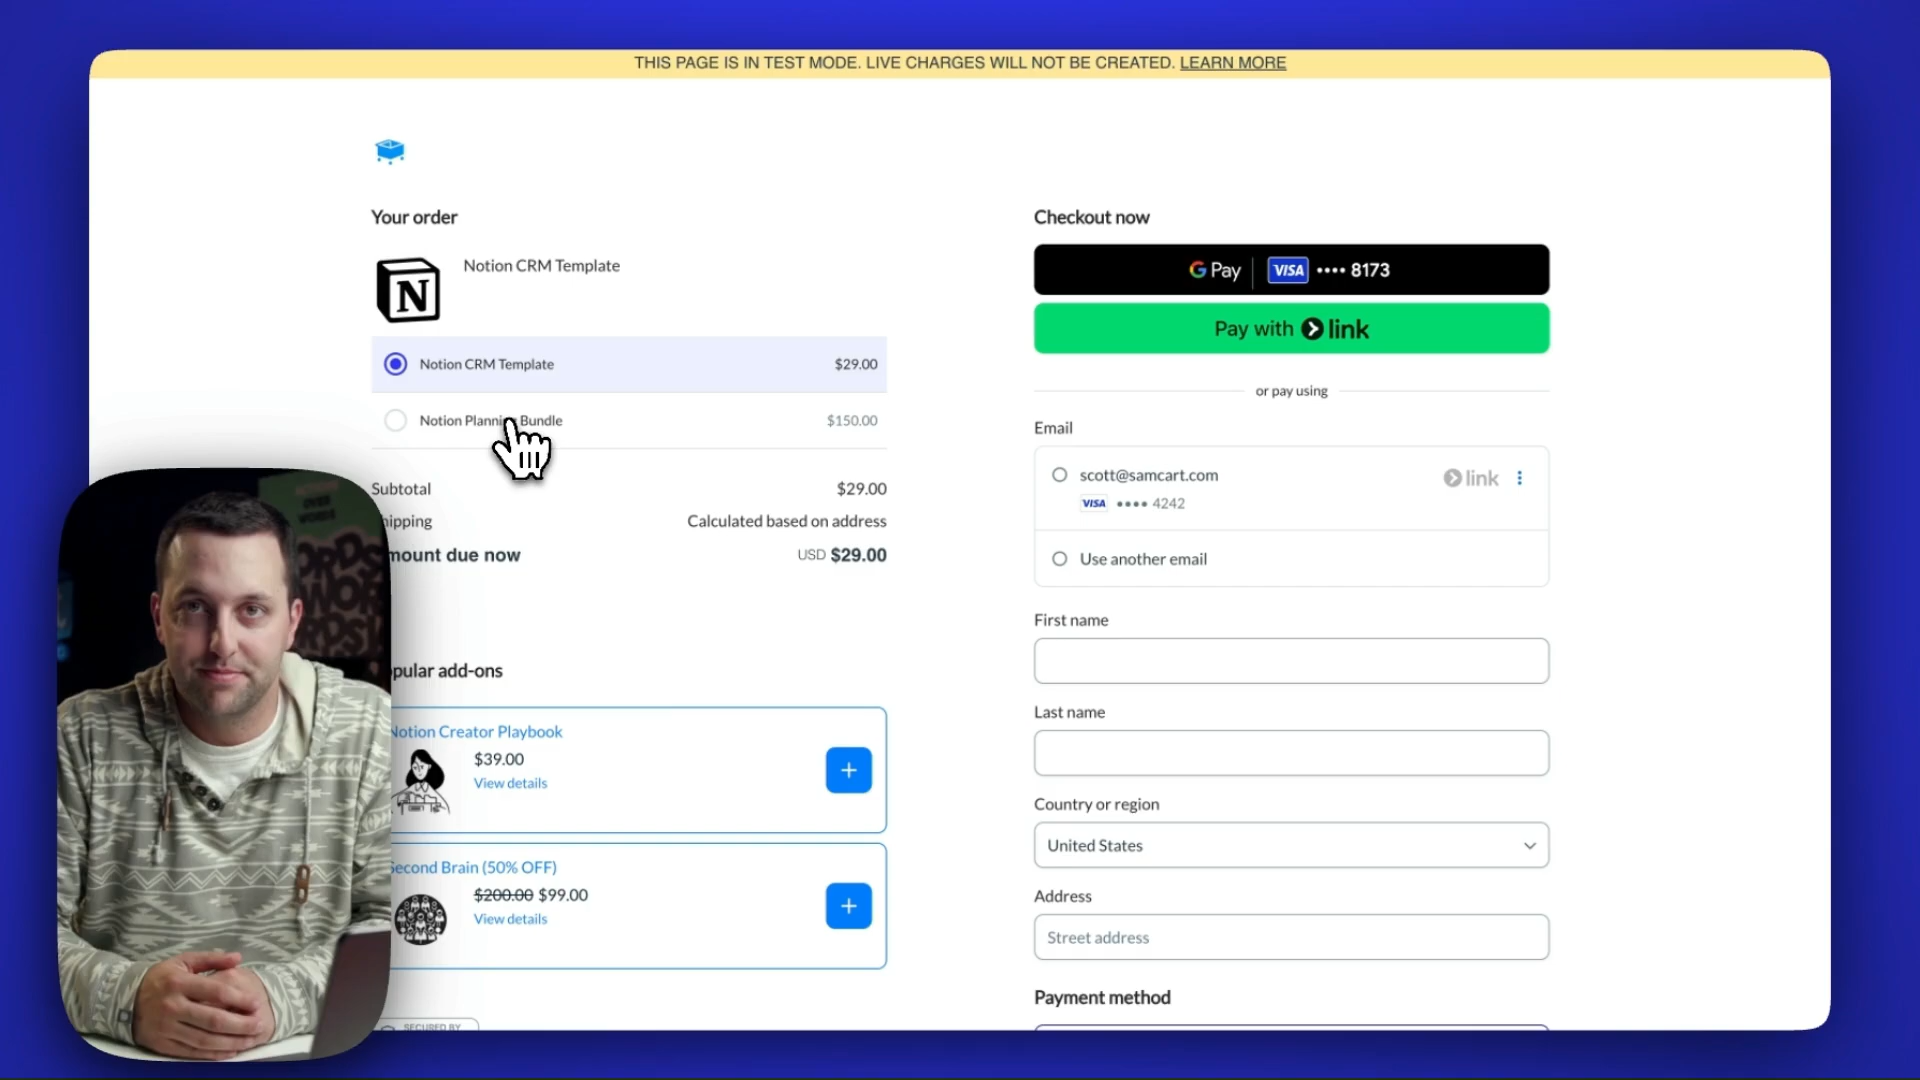 THIS PAGE IS IN TEST MODE. LIVE CHARGES WILL NOT BE CREATED. LEARN MORE
Your order
N
Notion CRM Template
Notion CRM Template $29.00
Notion Planning Bundle $150.00
Subtotal $29.00
hipping Calculated based on address
mount due now USD $29.00
pular add-ons
Notion Creator Playbook
$39.00
View details
+
Second Brain (50% OFF)
$200.00 $99.00
View details
+
SECURED BY
Checkout now
G Pay VISA •••• 8173
Pay with link
or pay using
Email
scott@samcart.com link
VISA •••• 4242
Use another email
First name
Last name
Country or region
United States
Address
Street address
Payment method